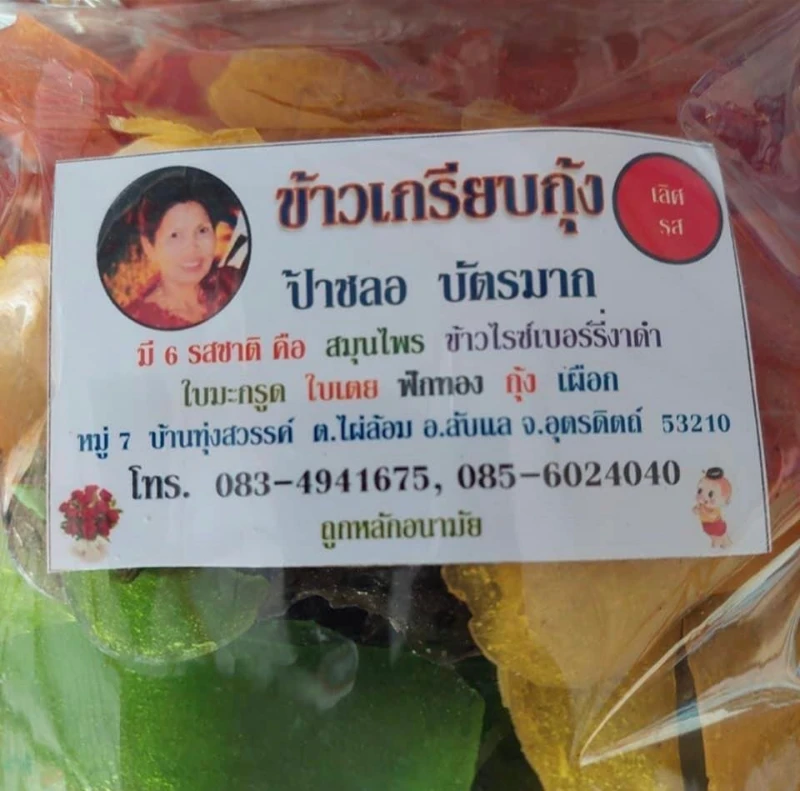 ข้าวเกรียบกุ้ง
เลิศ
รส
ป้าชลอ บัตรมาก
มี 6 รสชาติ คือ สมุนไพร ข้าวไรซ์เบอร์รี่งาดำ
ใบมะกรูด ใบเตย ฟักทอง กุ้ง เผือก
หมู่ 7 บ้านทุ่งสวรรค์ ต.ไผ่ล้อม อ.ลับแล จ.อุตรดิตถ์ 53210
โทร. 083-4941675, 085-6024040
ถูกหลักอนามัย